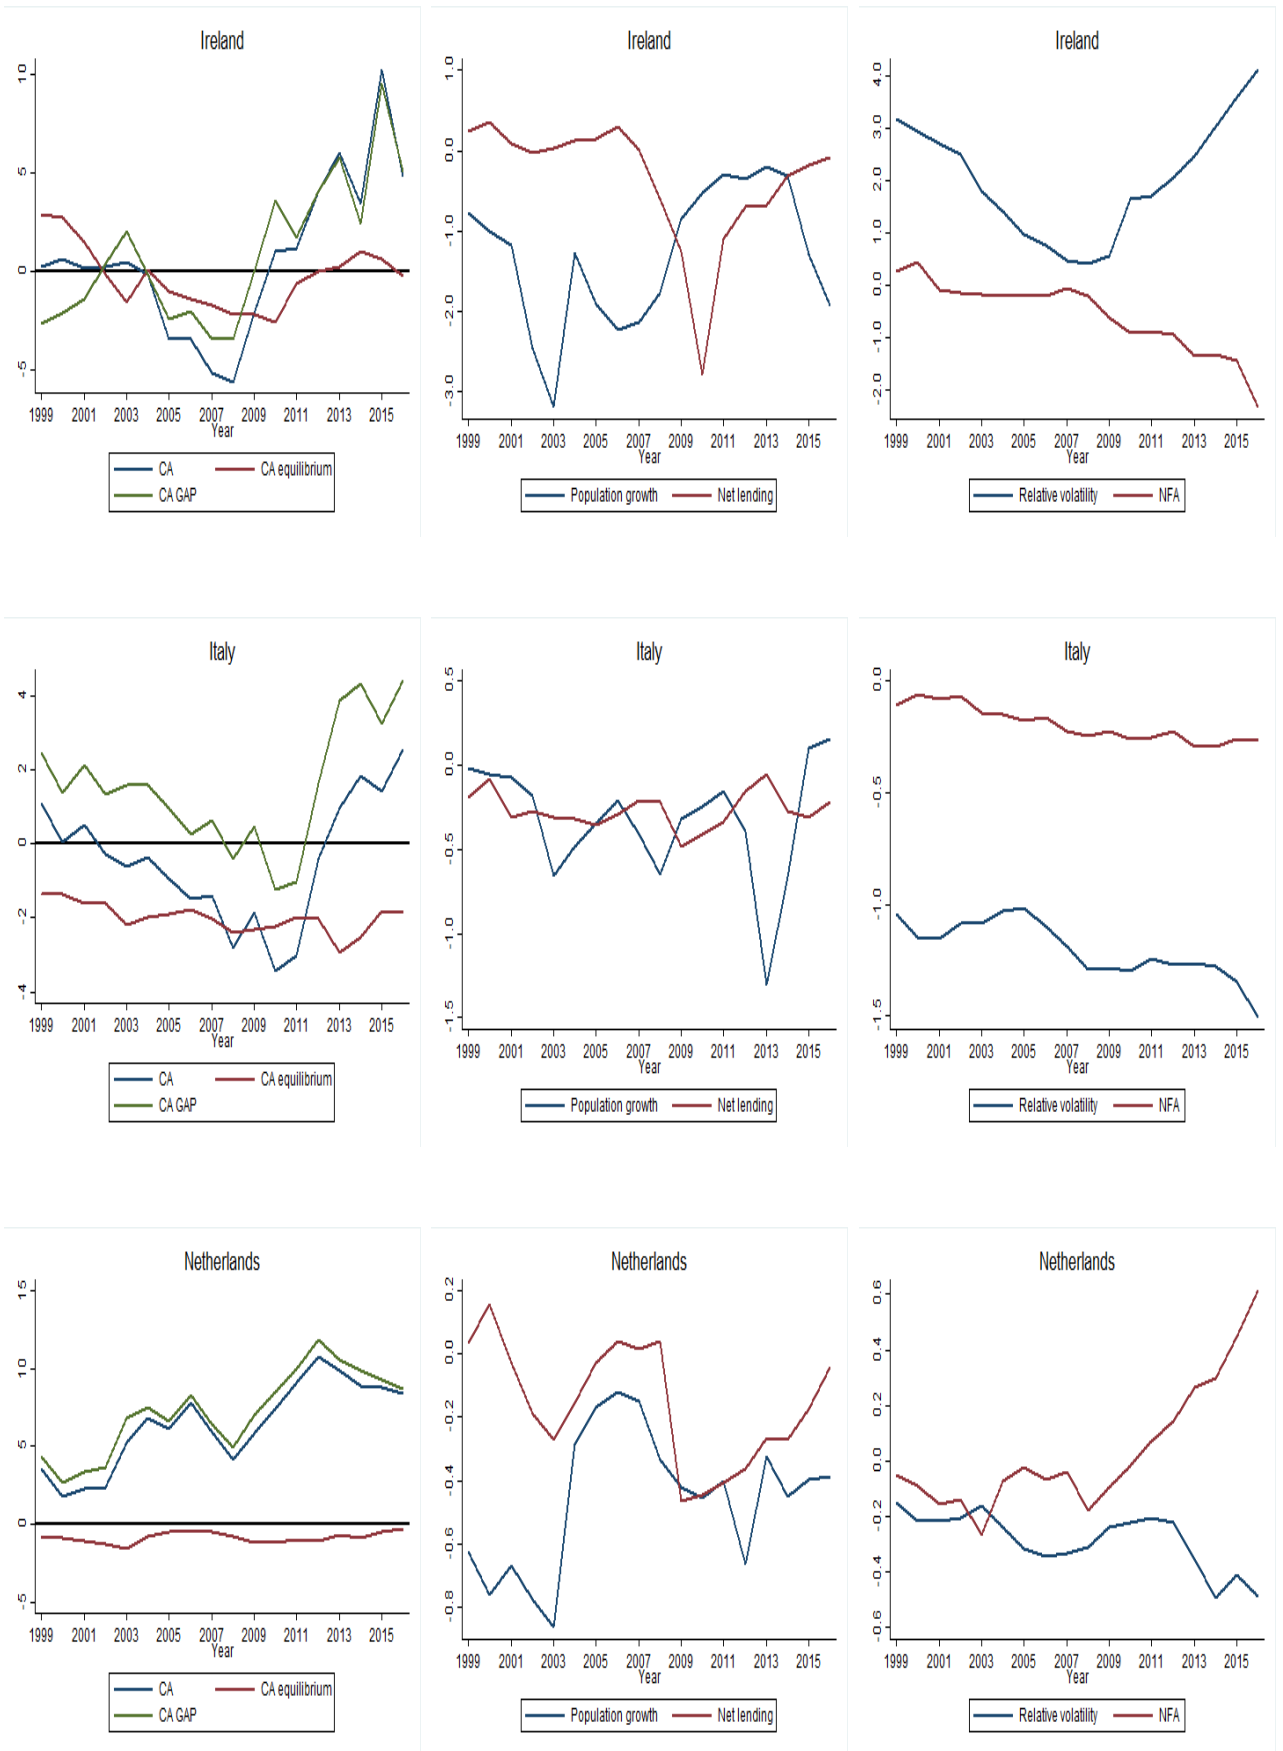 Ireland
10
5
0
-5
1999 2001 2003 2005 2007 2009 2011 2013 2015
Year
CA CA equilibrium
CA GAP
Ireland
1.0
0.0
-1.0
-2.0
-3.0
1999 2001 2003 2005 2007 2009 2011 2013 2015
Year
Population growth Net lending
Ireland
4.0
3.0
2.0
1.0
0.0
-1.0
-2.0
1999 2001 2003 2005 2007 2009 2011 2013 2015
Year
Relative volatility NFA
Italy
4
2
0
-2
-4
1999 2001 2003 2005 2007 2009 2011 2013 2015
Year
CA CA equilibrium
CA GAP
Italy
0.5
0.0
-0.5
-1.0
-1.5
1999 2001 2003 2005 2007 2009 2011 2013 2015
Year
Population growth Net lending
Italy
0.0
-0.5
-1.0
-1.5
1999 2001 2003 2005 2007 2009 2011 2013 2015
Year
Relative volatility NFA
Netherlands
15
10
5
0
-5
1999 2001 2003 2005 2007 2009 2011 2013 2015
Year
CA CA equilibrium
CA GAP
Netherlands
0.2
0.0
-0.2
-0.4
-0.6
-0.8
1999 2001 2003 2005 2007 2009 2011 2013 2015
Year
Population growth Net lending
Netherlands
0.6
0.4
0.2
0.0
-0.2
-0.4
-0.6
1999 2001 2003 2005 2007 2009 2011 2013 2015
Year
Relative volatility NFA